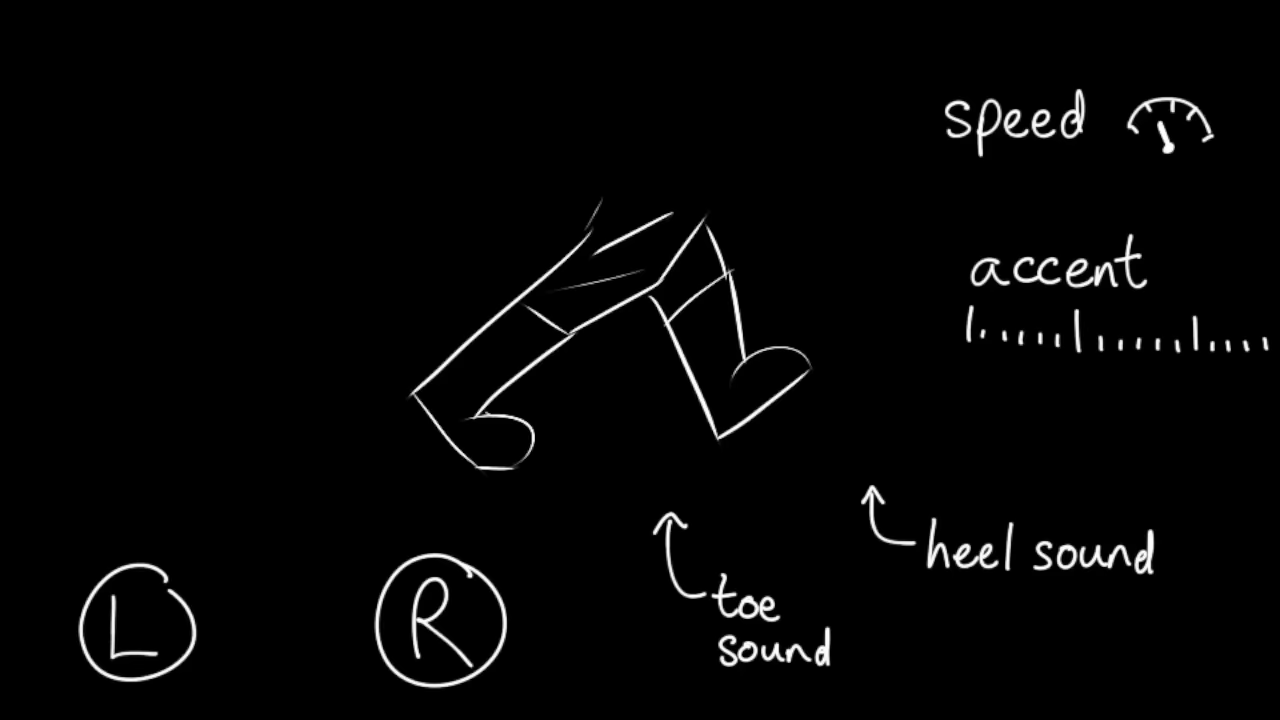 speed
accent
heel sound
toe
sound
L
R